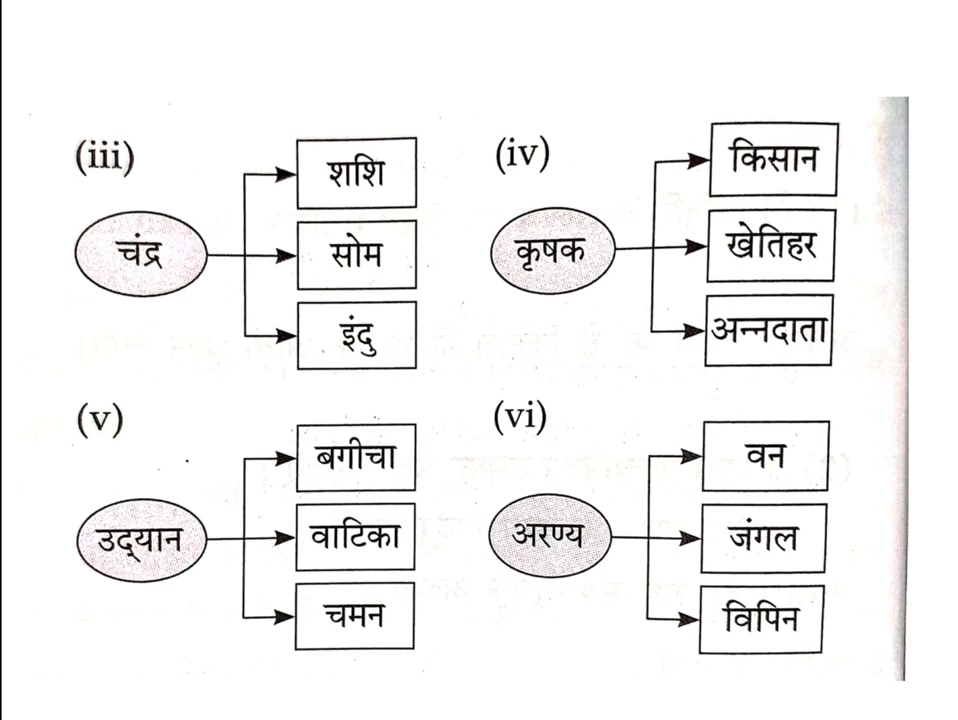 (iii)
चंद्र
शशि
सोम
इंदु
(iv)
कृषक
किसान
खेतिहर
अन्नदाता
(v)
उद्‌यान
बगीचा
वाटिका
चमन
(vi)
अरण्य
वन
जंगल
विपिन